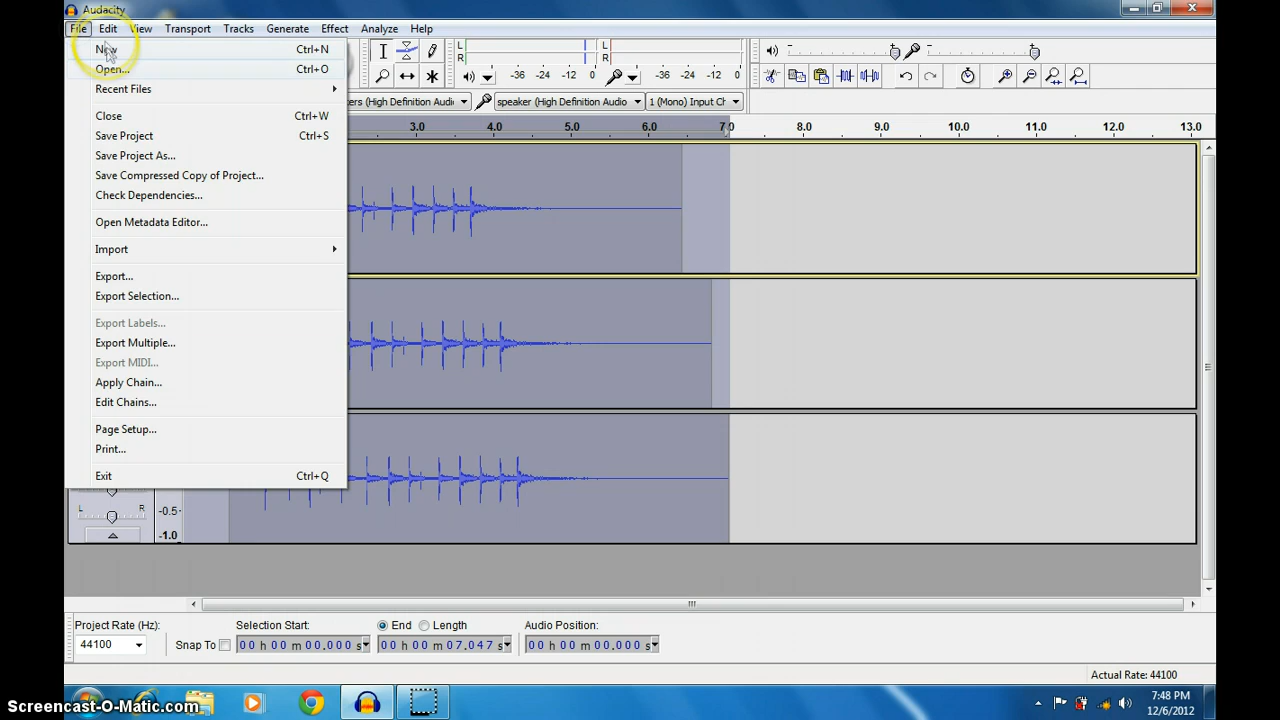 Audacity
File Edit View Transport Tracks Generate Effect Analyze Help
New Ctrl+N
Open... Ctrl+O
Recent Files
Close Ctrl+W
Save Project Ctrl+S
Save Project As...
Save Compressed Copy of Project...
Check Dependencies...
Open Metadata Editor...
Import
Export...
Export Selection...
Export Labels...
Export Multiple...
Export MIDI...
Apply Chain...
Edit Chains...
Page Setup...
Print...
Exit Ctrl+Q
L
R
-36 -24 -12 0
L
R
-36 -24 -12 0
ers (High Definition Audio
speaker (High Definition Audio
1 (Mono) Input Ch
3.0 4.0 5.0 6.0 7.0 8.0 9.0 10.0 11.0 12.0 13.0
L R
-0.5
-1.0
Project Rate (Hz):
44100
Snap To
Selection Start:
00 h 00 m 00.000 s
End Length
00 h 00 m 07.047 s
Audio Position:
00 h 00 m 00.000 s
Actual Rate: 44100
Screencast-O-Matic.com
7:48 PM
12/6/2012